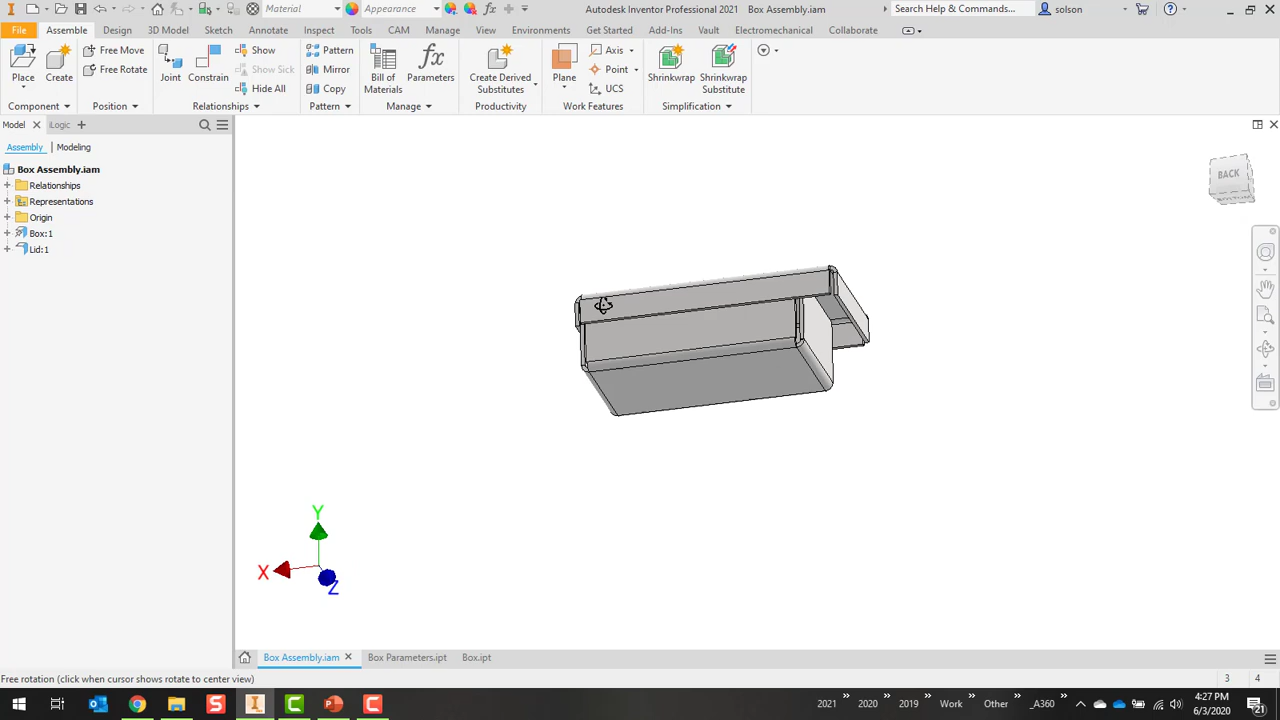 Material
Appearance
Autodesk Inventor Professional 2021 Box Assembly.iam
Search Help & Commands...
solson
File Assemble Design 3D Model Sketch Annotate Inspect Tools CAM Manage View Environments Get Started Add-Ins Vault Electromechanical Collaborate
Place
Create
Free Move
Free Rotate
Joint
Constrain
Show
Show Sick
Hide All
Pattern
Mirror
Copy
Bill of
Materials
fx
Parameters
Create Derived
Substitutes
Plane
Axis
Point
UCS
Shrinkwrap
Shrinkwrap
Substitute
Component Position Relationships Pattern Manage Productivity Work Features Simplification
Model iLogic
Assembly Modeling
Box Assembly.iam
Relationships
Representations
Origin
Box:1
Lid:1
BACK
Y
X
Z
Box Assembly.iam Box Parameters.ipt Box.ipt
Free rotation (click when cursor shows rotate to center view)
3 4
2021 2020 2019 Work Other _A360
4:27 PM
6/3/2020
21